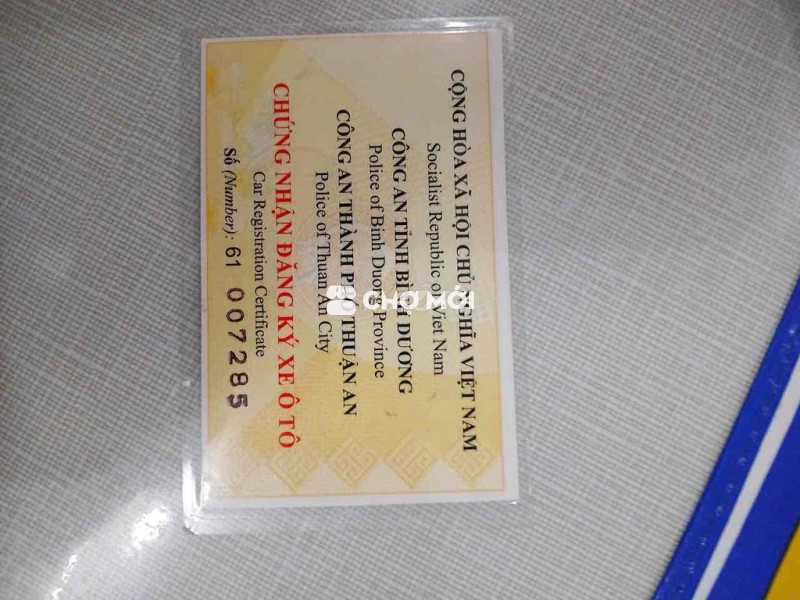 CỘNG HÒA XÃ HỘI CHỦ NGHĨA VIỆT NAM
Socialist Republic of Viet Nam
CÔNG AN TỈNH BÌNH DƯƠNG
Police of Binh Duong Province
CÔNG AN THÀNH PHỐ THUẬN AN
Police of Thuan An City
CHỨNG NHẬN ĐĂNG KÝ XE Ô TÔ
Car Registration Certificate
Số (Number): 61 007285
CHỢ MỚI